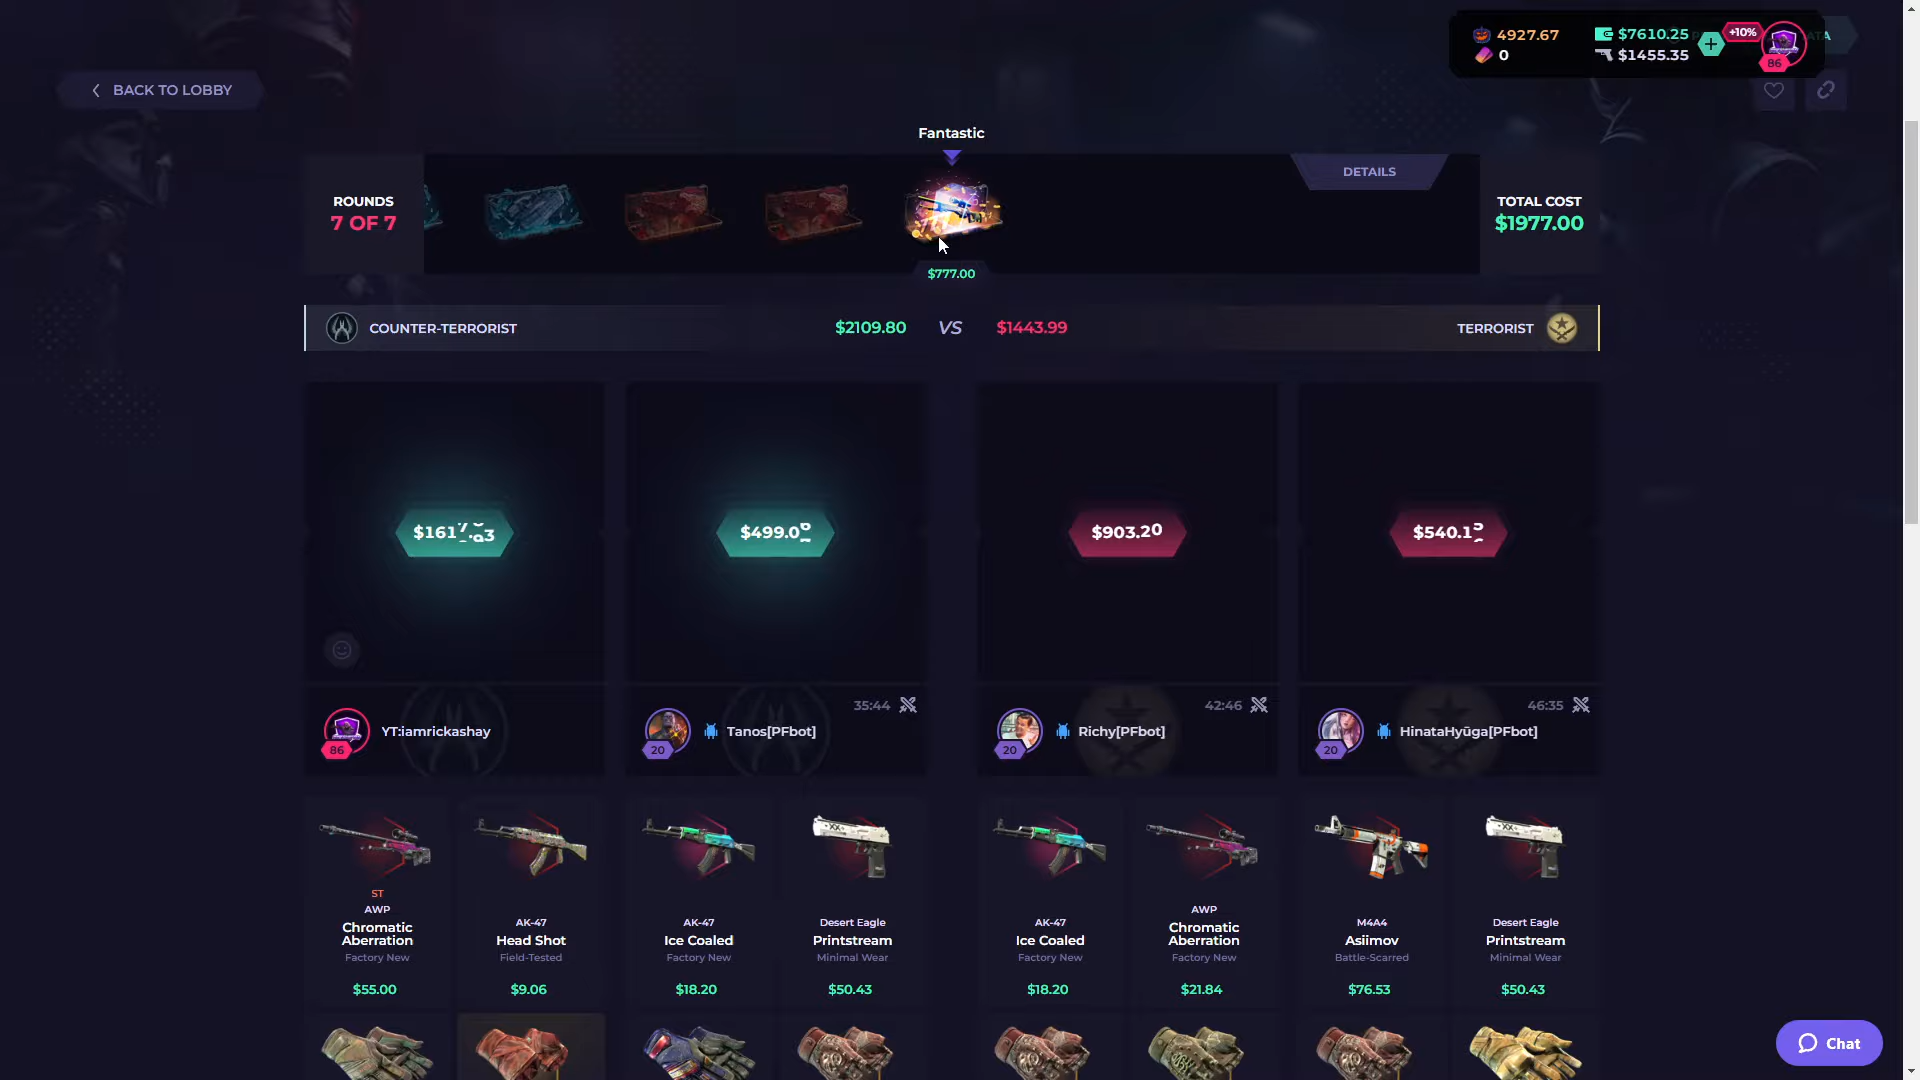 4927.67
0
$7610.25
$1455.35
+10%
86
BACK TO LOBBY
Fantastic
ROUNDS
7 OF 7
DETAILS
TOTAL COST
$1977.00
$777.00
COUNTER-TERRORIST
$2109.80
VS
$1443.99
TERRORIST
$499.0
$903.20
$540.1
86
YT:iamrickashay
35:44
20
Tanos[PFbot]
42:46
20
Richy[PFbot]
46:35
20
HinataHyūga[PFbot]
ST
AWP
Chromatic
Aberration
Factory New
$55.00
AK-47
Head Shot
Field-Tested
$9.06
AK-47
Ice Coaled
Factory New
$18.20
Desert Eagle
Printstream
Minimal Wear
$50.43
AK-47
Ice Coaled
Factory New
$18.20
AWP
Chromatic
Aberration
Factory New
$21.84
M4A4
Asiimov
Battle-Scarred
$76.53
Desert Eagle
Printstream
Minimal Wear
$50.43
Chat